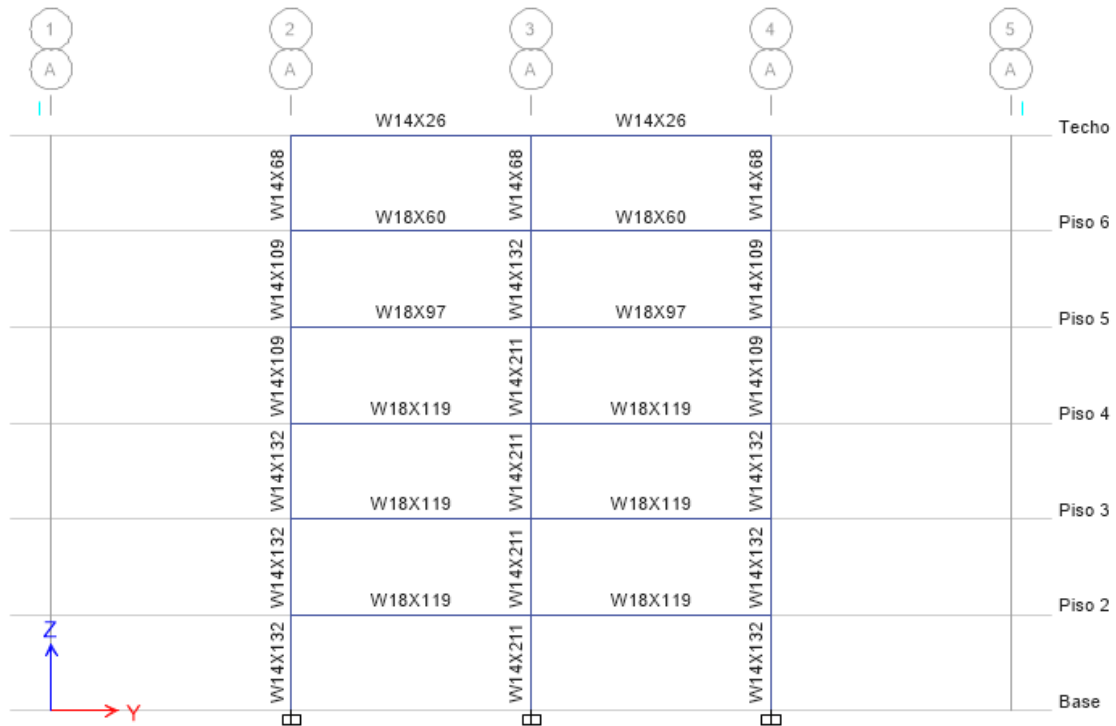 1 2 3 4 5
A A A A A
W14X26 W14X26
Techo
W14X68 W14X68 W14X68
W18X60 W18X60
Piso 6
W14X109 W14X132 W14X109
W18X97 W18X97
Piso 5
W14X109 W14X211 W14X109
W18X119 W18X119
Piso 4
W14X132 W14X211 W14X132
W18X119 W18X119
Piso 3
W14X132 W14X211 W14X132
W18X119 W18X119
Piso 2
Z
W14X132 W14X211 W14X132
Y
Base